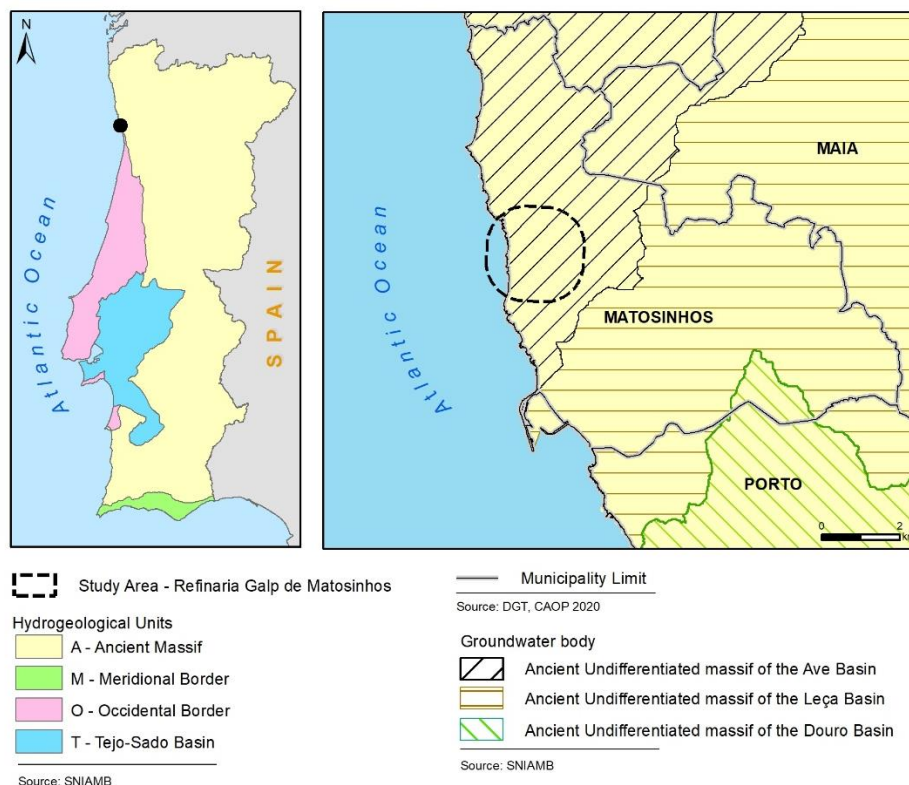 N
Atlantic Ocean
SPAIN
Atlantic Ocean
MAIA
MATOSINHOS
PORTO
0 2
km
Study Area - Refinaria Galp de Matosinhos
Hydrogeological Units
A - Ancient Massif
M - Meridional Border
O - Occidental Border
T - Tejo-Sado Basin
Source: SNIAMB
Municipality Limit
Source: DGT, CAOP 2020
Groundwater body
Ancient Undifferentiated massif of the Ave Basin
Ancient Undifferentiated massif of the Leça Basin
Ancient Undifferentiated massif of the Douro Basin
Source: SNIAMB